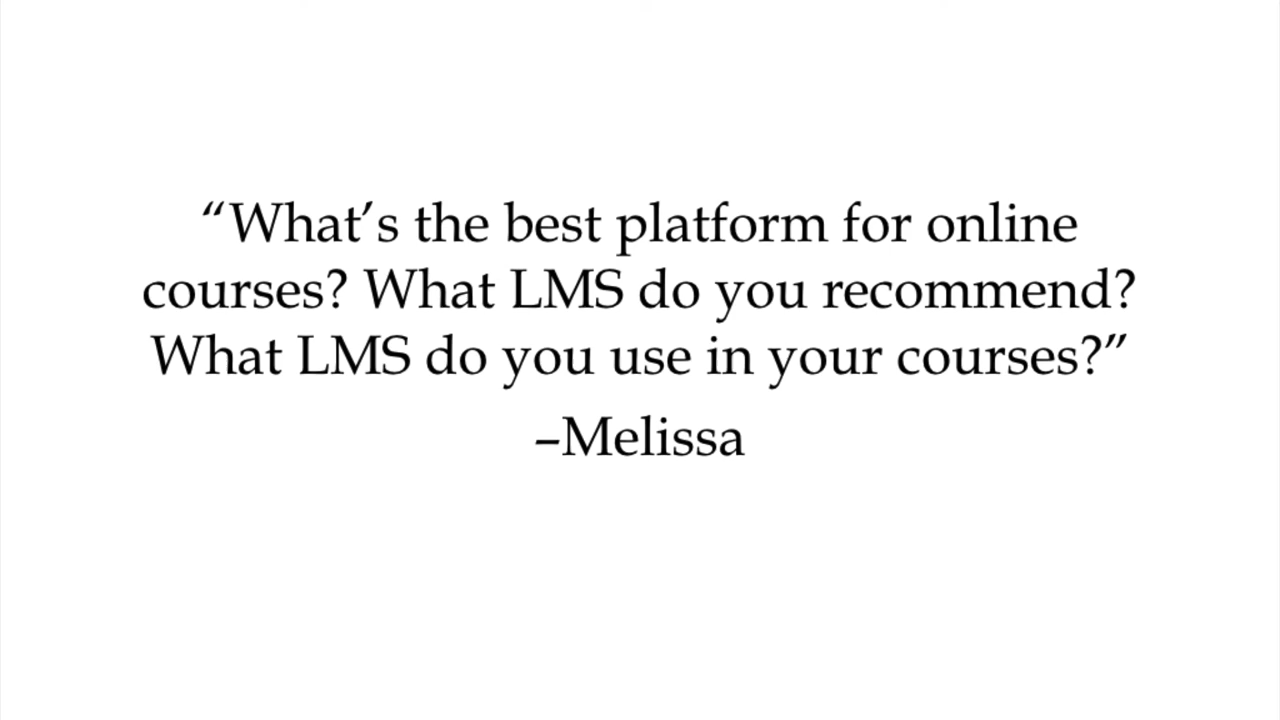 “What’s the best platform for online
courses? What LMS do you recommend?
What LMS do you use in your courses?”
–Melissa